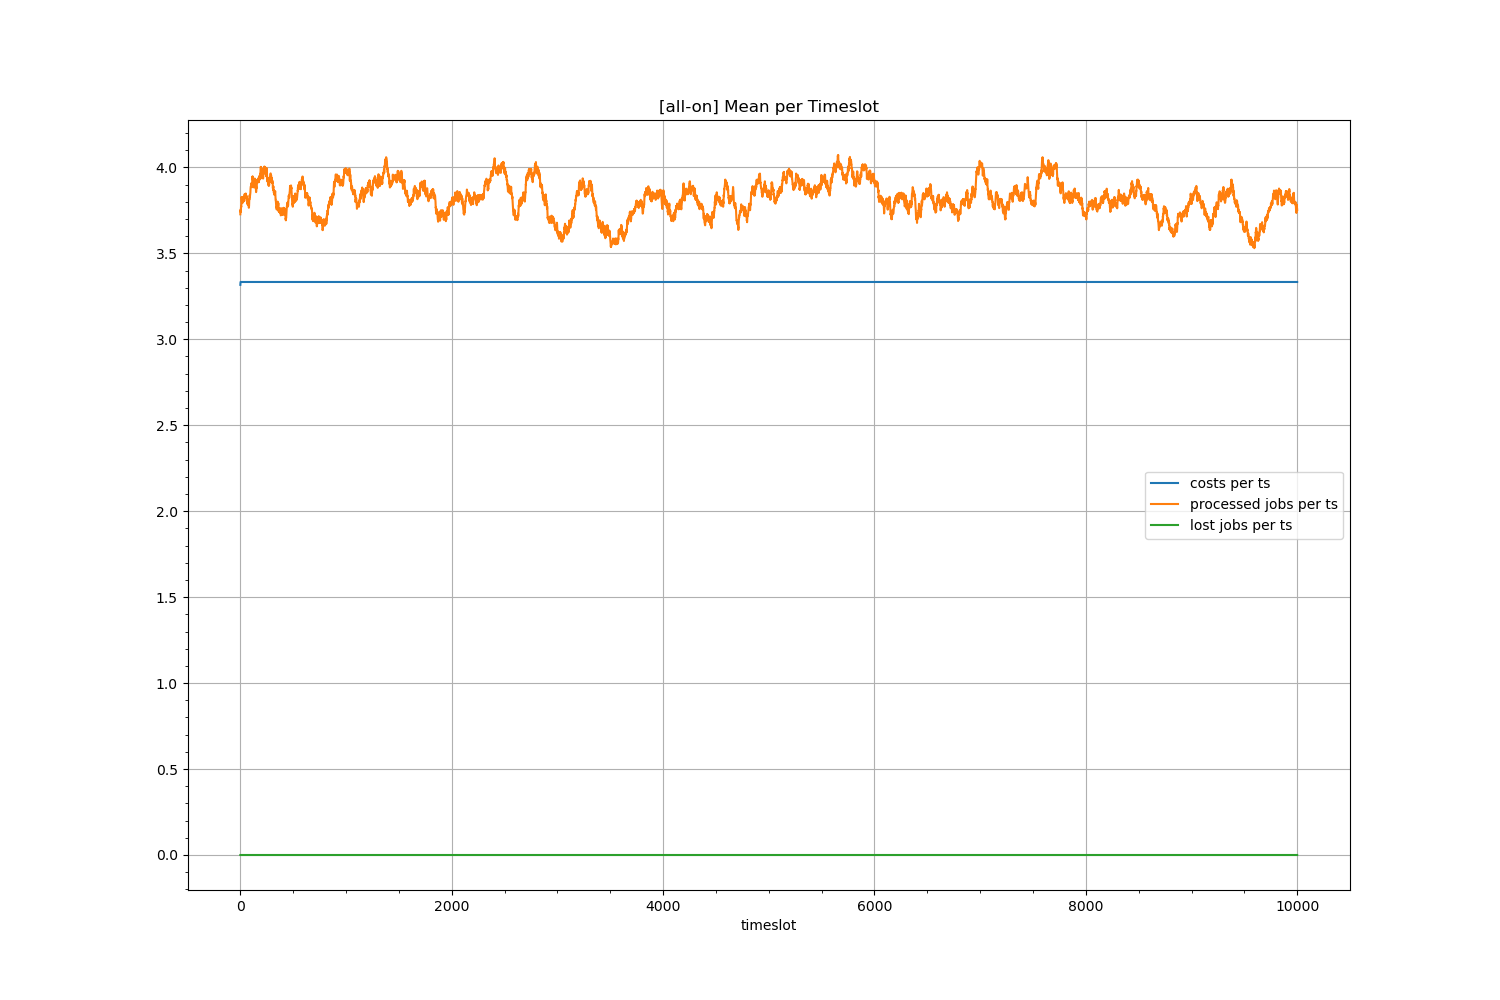 [all-on] Mean per Timeslot
4.0
3.5
3.0
2.5
2.0
1.5
1.0
0.5
0.0
costs per ts
processed jobs per ts
lost jobs per ts
0 2000 4000 6000 8000 10000
timeslot